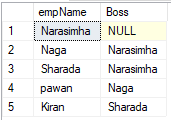 empName Boss
1 Narasimha NULL
2 Naga Narasimha
3 Sharada Narasimha
4 pawan Naga
5 Kiran Sharada